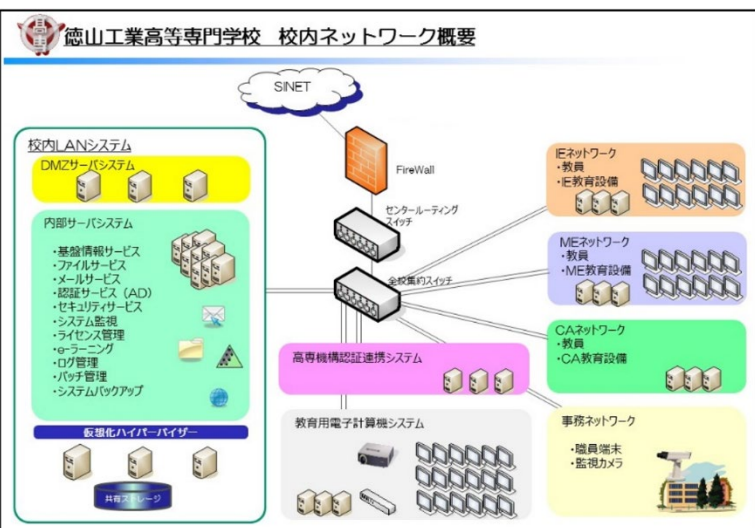 徳山工業高等専門学校 校内ネットワーク概要
SINET
FireWall
センタールーティング
スイッチ
全校集約スイッチ
校内LANシステム
DMZサーバシステム
内部サーバシステム
・基盤情報サービス
・ファイルサービス
・メールサービス
・認証サービス（AD）
・セキュリティサービス
・システム監視
・ライセンス管理
・e-ラーニング
・ログ管理
・パッチ管理
・システムバックアップ
仮想化ハイパーバイザー
共有ストレージ
高専機構認証連携システム
教育用電子計算機システム
IEネットワーク
・教員
・IE教育設備
MEネットワーク
・教員
・ME教育設備
CAネットワーク
・教員
・CA教育設備
事務ネットワーク
・職員端末
・監視カメラ